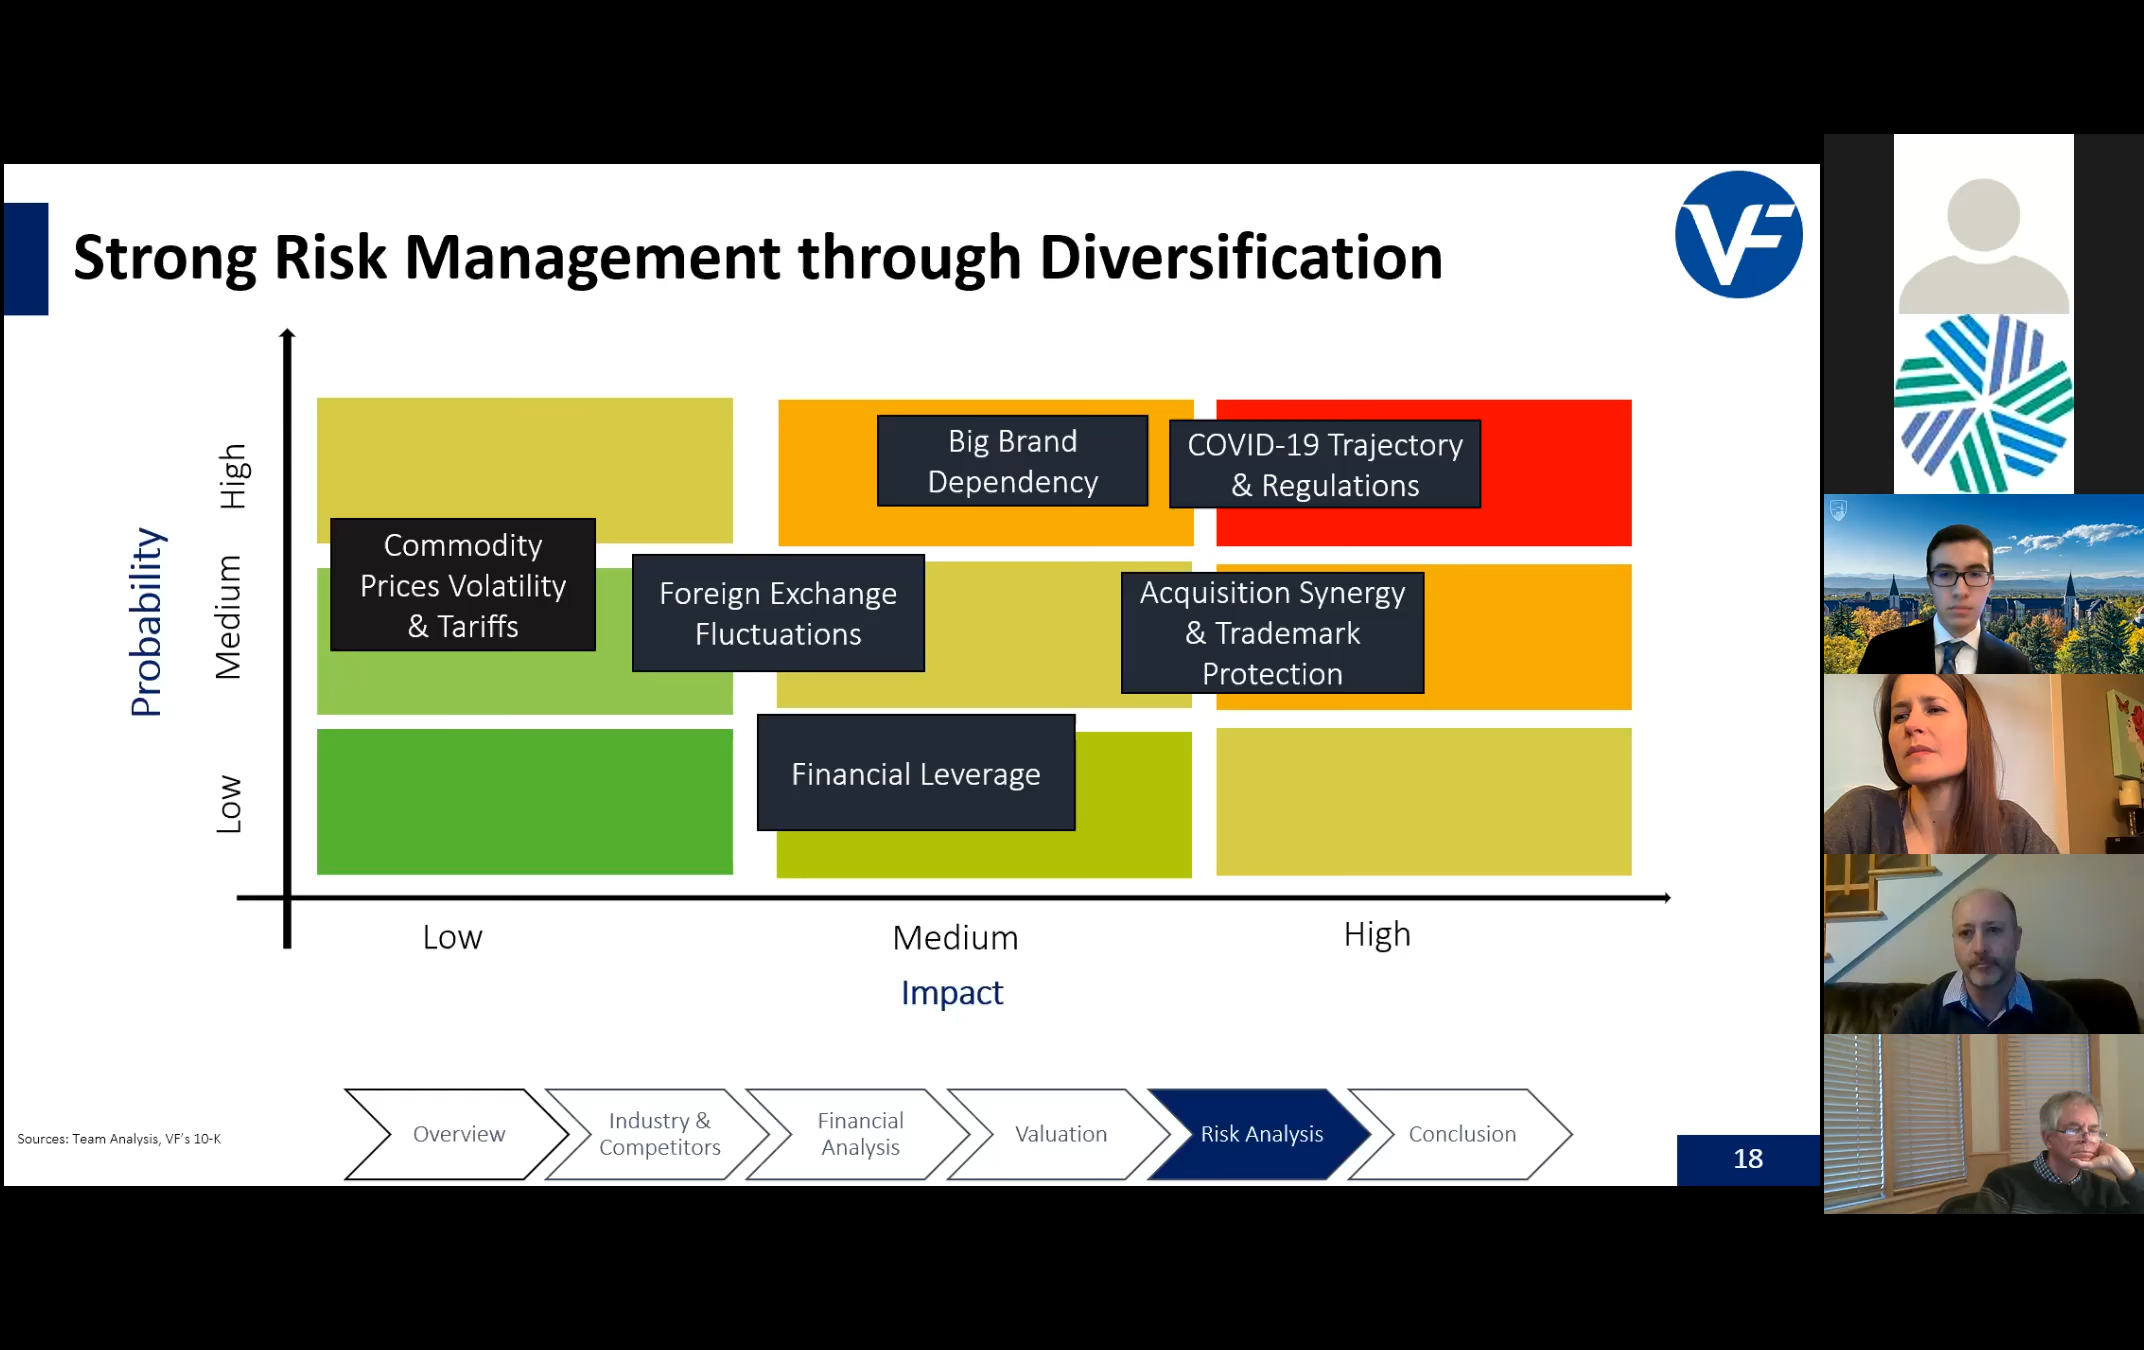 Strong Risk Management through Diversification
VF
Probability
High
Medium
Low
Big Brand
Dependency
COVID-19 Trajectory
& Regulations
Commodity
Prices Volatility
& Tariffs
Foreign Exchange
Fluctuations
Acquisition Synergy
& Trademark
Protection
Financial Leverage
Low
Medium
High
Impact
Overview
Industry &
Competitors
Financial
Analysis
Valuation
Risk Analysis
Conclusion
Sources: Team Analysis, VF's 10-K
18